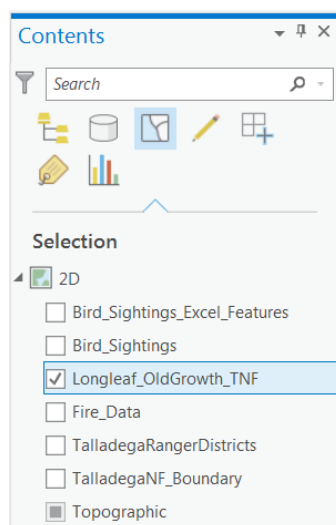 Contents
Search
Selection
2D
Bird_Sightings_Excel_Features
Bird_Sightings
Longleaf_OldGrowth_TNF
Fire_Data
TalladegaRangerDistricts
TalladegaNF_Boundary
Topographic